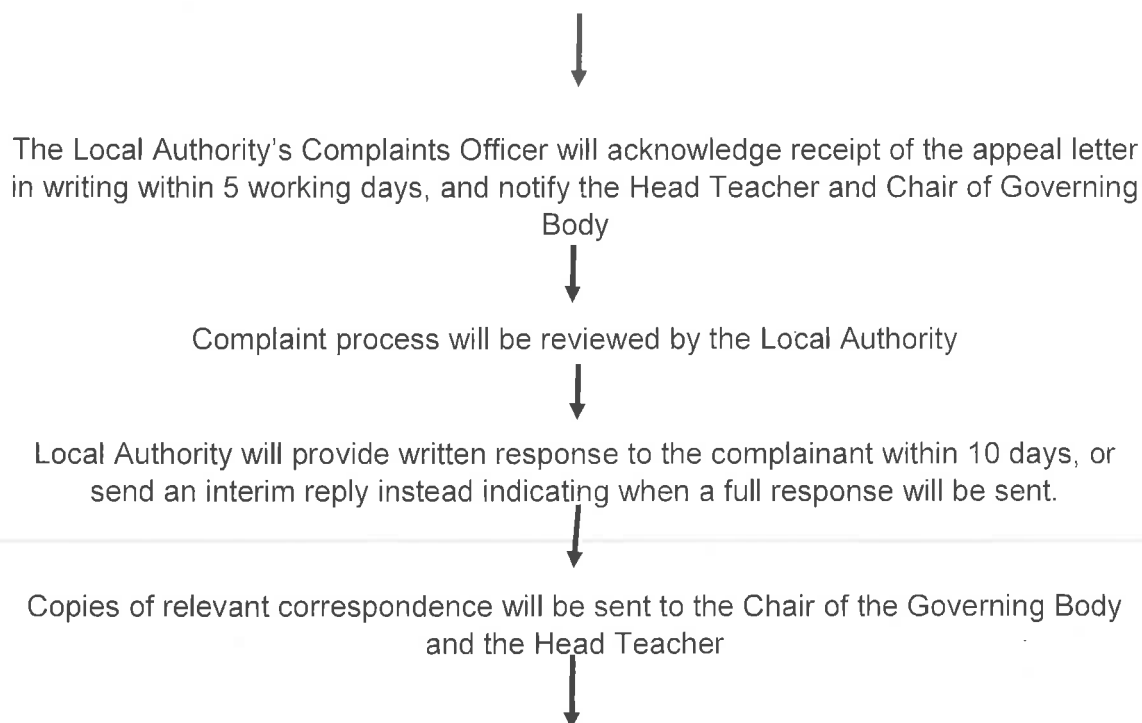 The Local Authority's Complaints Officer will acknowledge receipt of the appeal letter
in writing within 5 working days, and notify the Head Teacher and Chair of Governing
Body
Complaint process will be reviewed by the Local Authority
Local Authority will provide written response to the complainant within 10 days, or
send an interim reply instead indicating when a full response will be sent.
Copies of relevant correspondence will be sent to the Chair of the Governing Body
and the Head Teacher